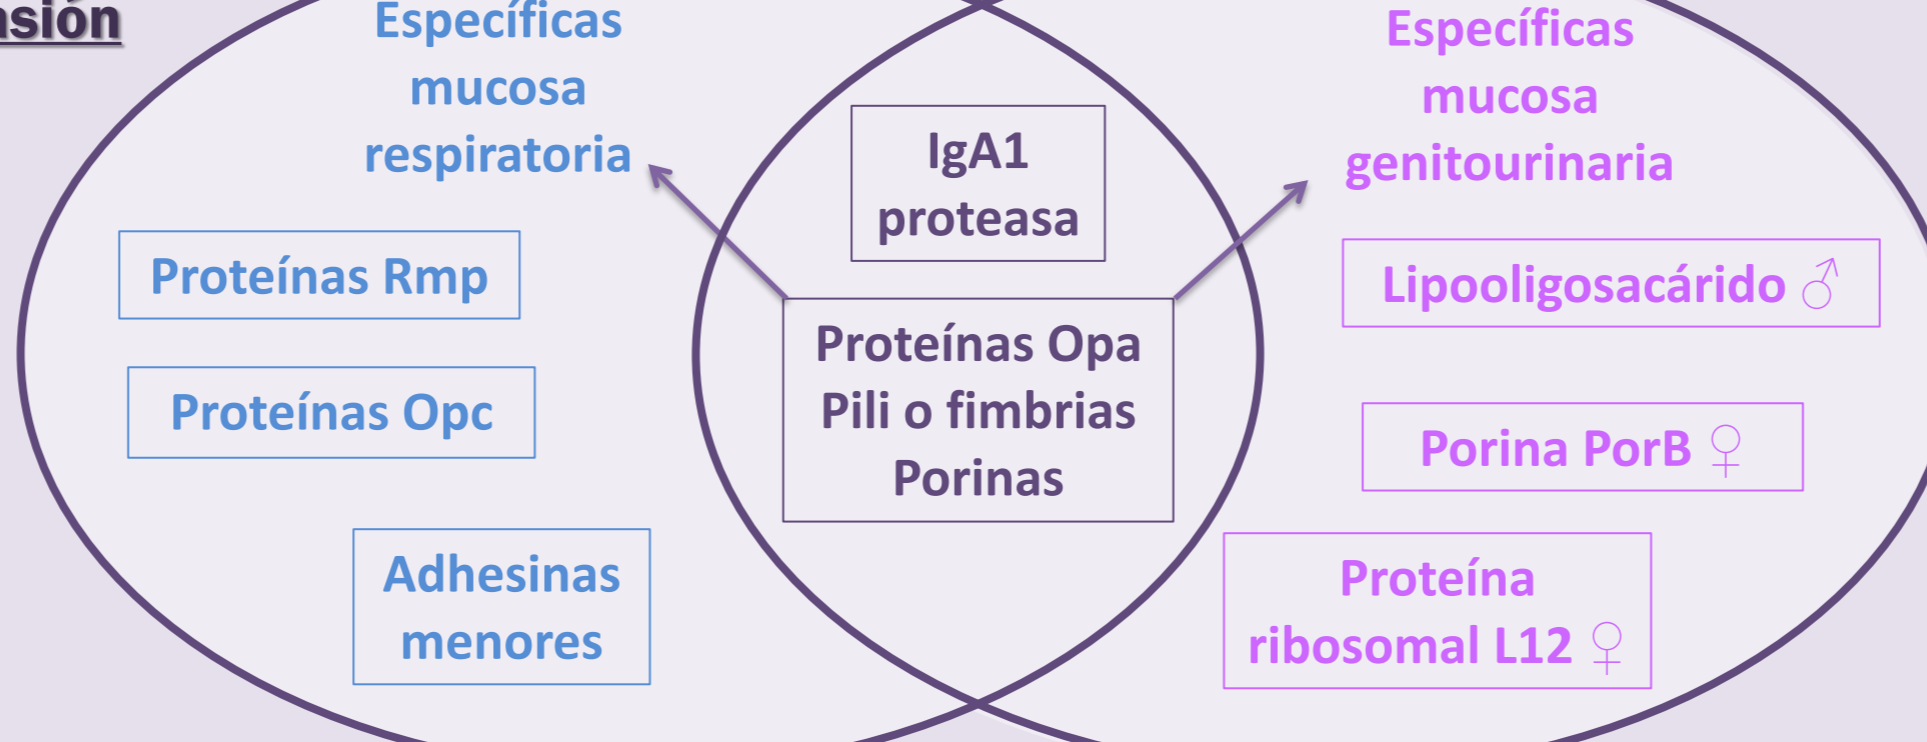 Específicas
mucosa
respiratoria
Proteínas Rmp
Proteínas Opc
Adhesinas
menores
IgA1
proteasa
Proteínas Opa
Pili o fimbrias
Porinas
Específicas
mucosa
genitourinaria
Lipooligosacárido ♂
Porina PorB ♀
Proteína
ribosomal L12 ♀